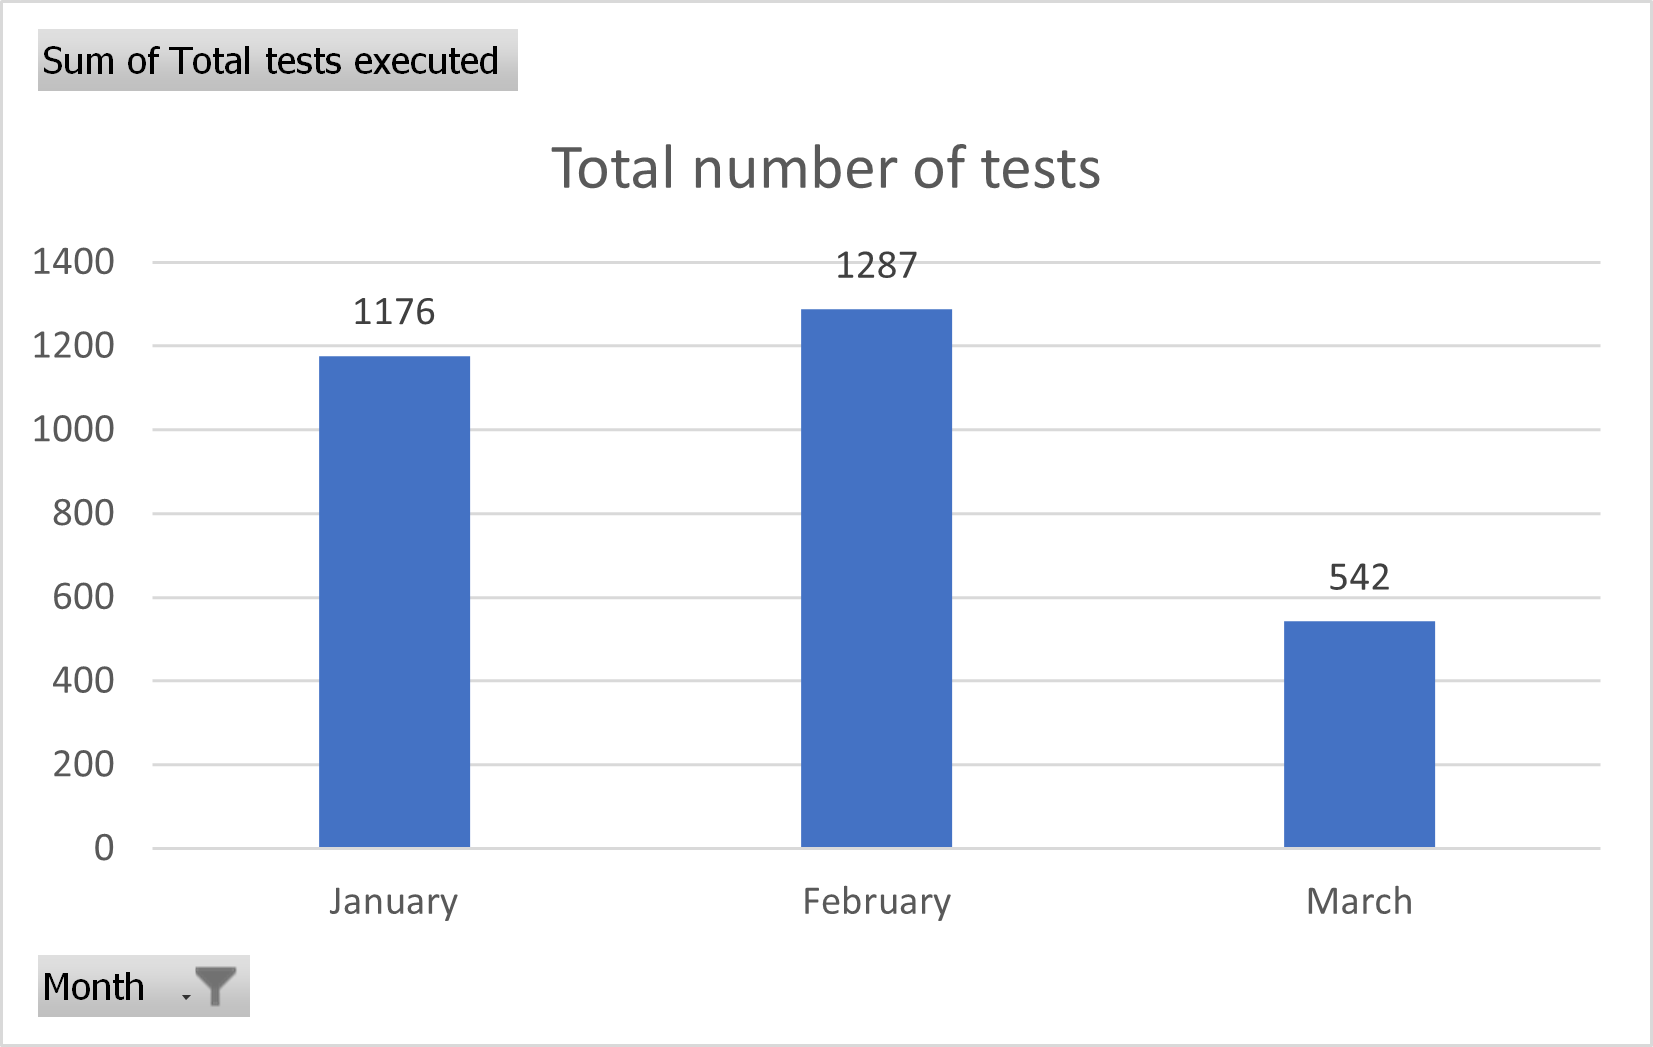 Sum of Total tests executed
Total number of tests
1400
1200
1000
800
600
400
200
0
1176
1287
542
January February March
Month